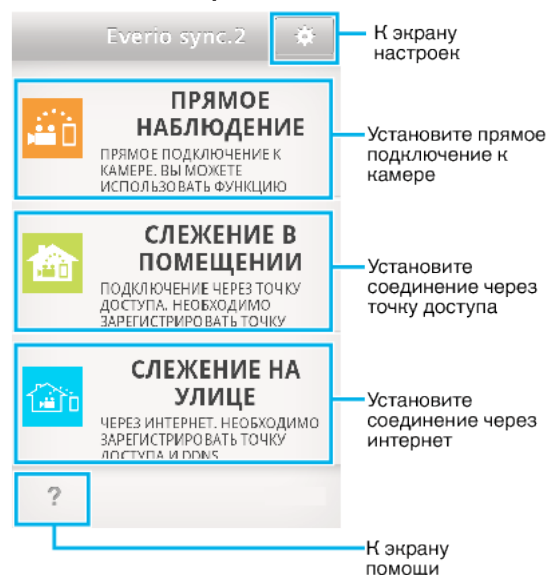 Everio sync.2
К экрану
настроек
ПРЯМОЕ
НАБЛЮДЕНИЕ
ПРЯМОЕ ПОДКЛЮЧЕНИЕ К
КАМЕРЕ. ВЫ МОЖЕТЕ
ИСПОЛЬЗОВАТЬ ФУНКЦИЮ
Установите прямое
подключение к
камере
СЛЕЖЕНИЕ В
ПОМЕЩЕНИИ
ПОДКЛЮЧЕНИЕ ЧЕРЕЗ ТОЧКУ
ДОСТУПА. НЕОБХОДИМО
ЗАРЕГИСТРИРОВАТЬ ТОЧКУ
Установите
соединение через
точку доступа
СЛЕЖЕНИЕ НА
УЛИЦЕ
ЧЕРЕЗ ИНТЕРНЕТ. НЕОБХОДИМО
ЗАРЕГИСТРИРОВАТЬ ТОЧКУ
ДОСТУПА И DDNS
Установите
соединение через
интернет
?
К экрану
помощи